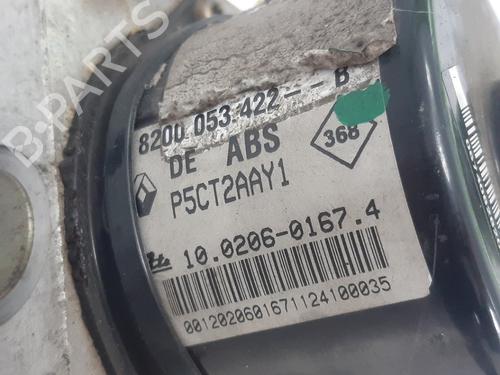 B-PARTS
8200 053 422--B
DE ABS
368
P5CT2AAY1
10.0206-0167.4
0012020601671124100035